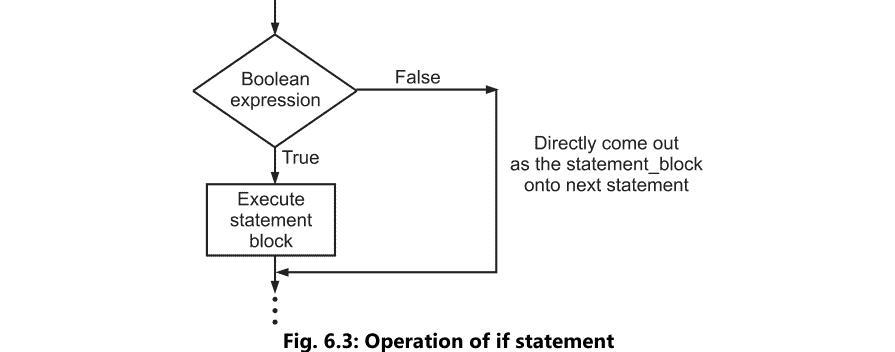 Boolean
expression
False
True
Directly come out
as the statement_block
onto next statement
Execute
statement
block
Fig. 6.3: Operation of if statement